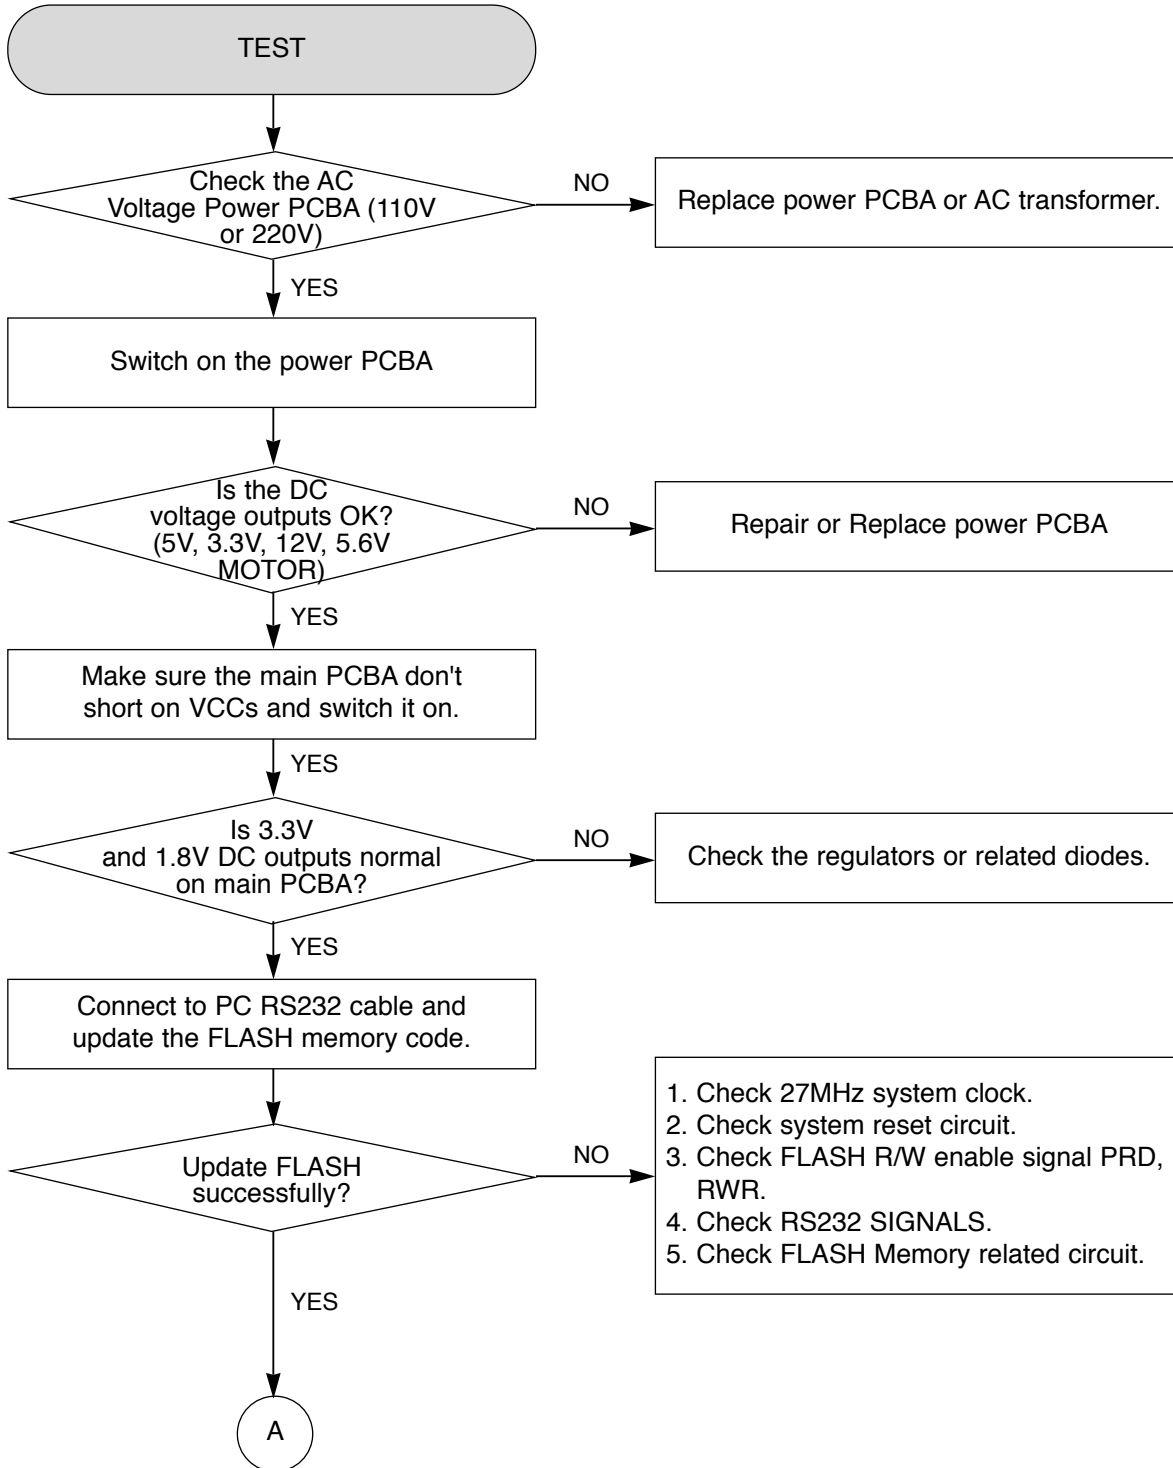 TEST
Check the AC
Voltage Power PCBA (110V
or 220V)
NO
Replace power PCBA or AC transformer.
YES
Switch on the power PCBA
Is the DC
voltage outputs OK?
(5V, 3.3V, 12V, 5.6V
MOTOR)
NO
Repair or Replace power PCBA
YES
Make sure the main PCBA don't
short on VCCs and switch it on.
YES
Is 3.3V
and 1.8V DC outputs normal
on main PCBA?
NO
Check the regulators or related diodes.
YES
Connect to PC RS232 cable and
update the FLASH memory code.
Update FLASH
successfully?
NO
1. Check 27MHz system clock.
2. Check system reset circuit.
3. Check FLASH R/W enable signal PRD,
RWR.
4. Check RS232 SIGNALS.
5. Check FLASH Memory related circuit.
YES
A